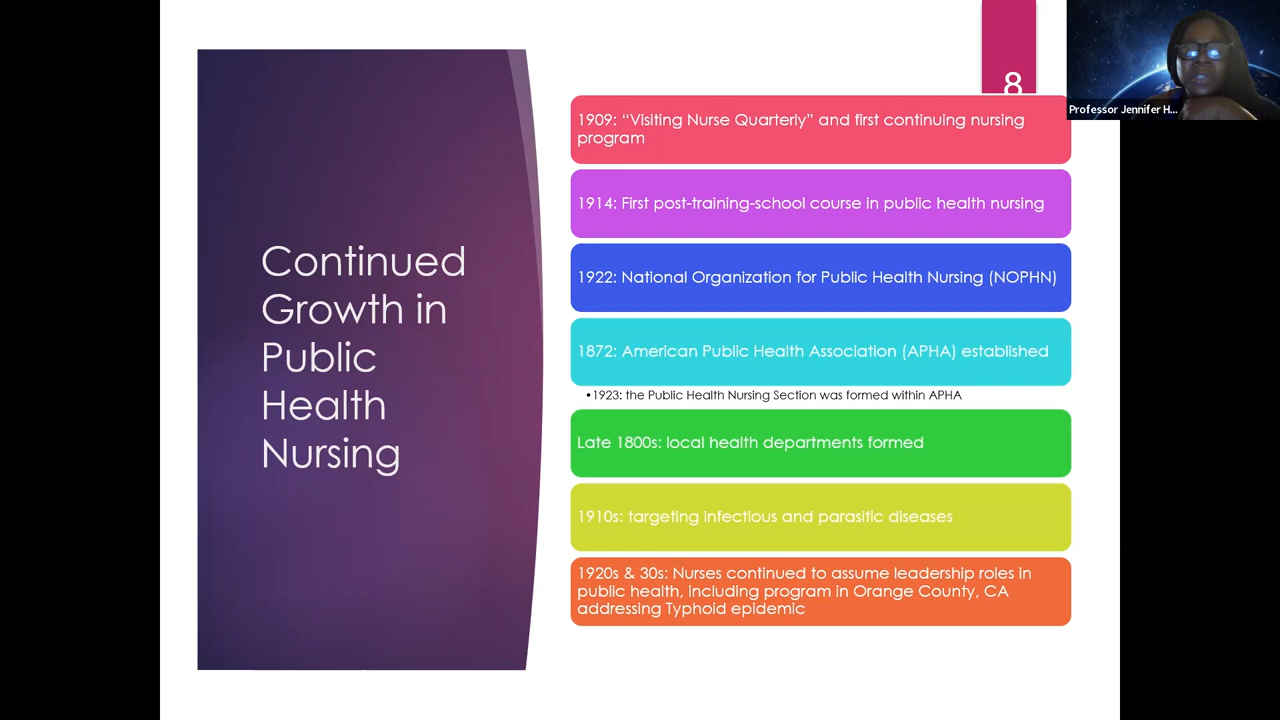 8
Professor Jennifer H...
Continued
Growth in
Public
Health
Nursing
1909: “Visiting Nurse Quarterly” and first continuing nursing
program
1914: First post-training-school course in public health nursing
1922: National Organization for Public Health Nursing (NOPHN)
1872: American Public Health Association (APHA) established
•1923: the Public Health Nursing Section was formed within APHA
Late 1800s: local health departments formed
1910s: targeting infectious and parasitic diseases
1920s & 30s: Nurses continued to assume leadership roles in
public health, including program in Orange County, CA
addressing Typhoid epidemic